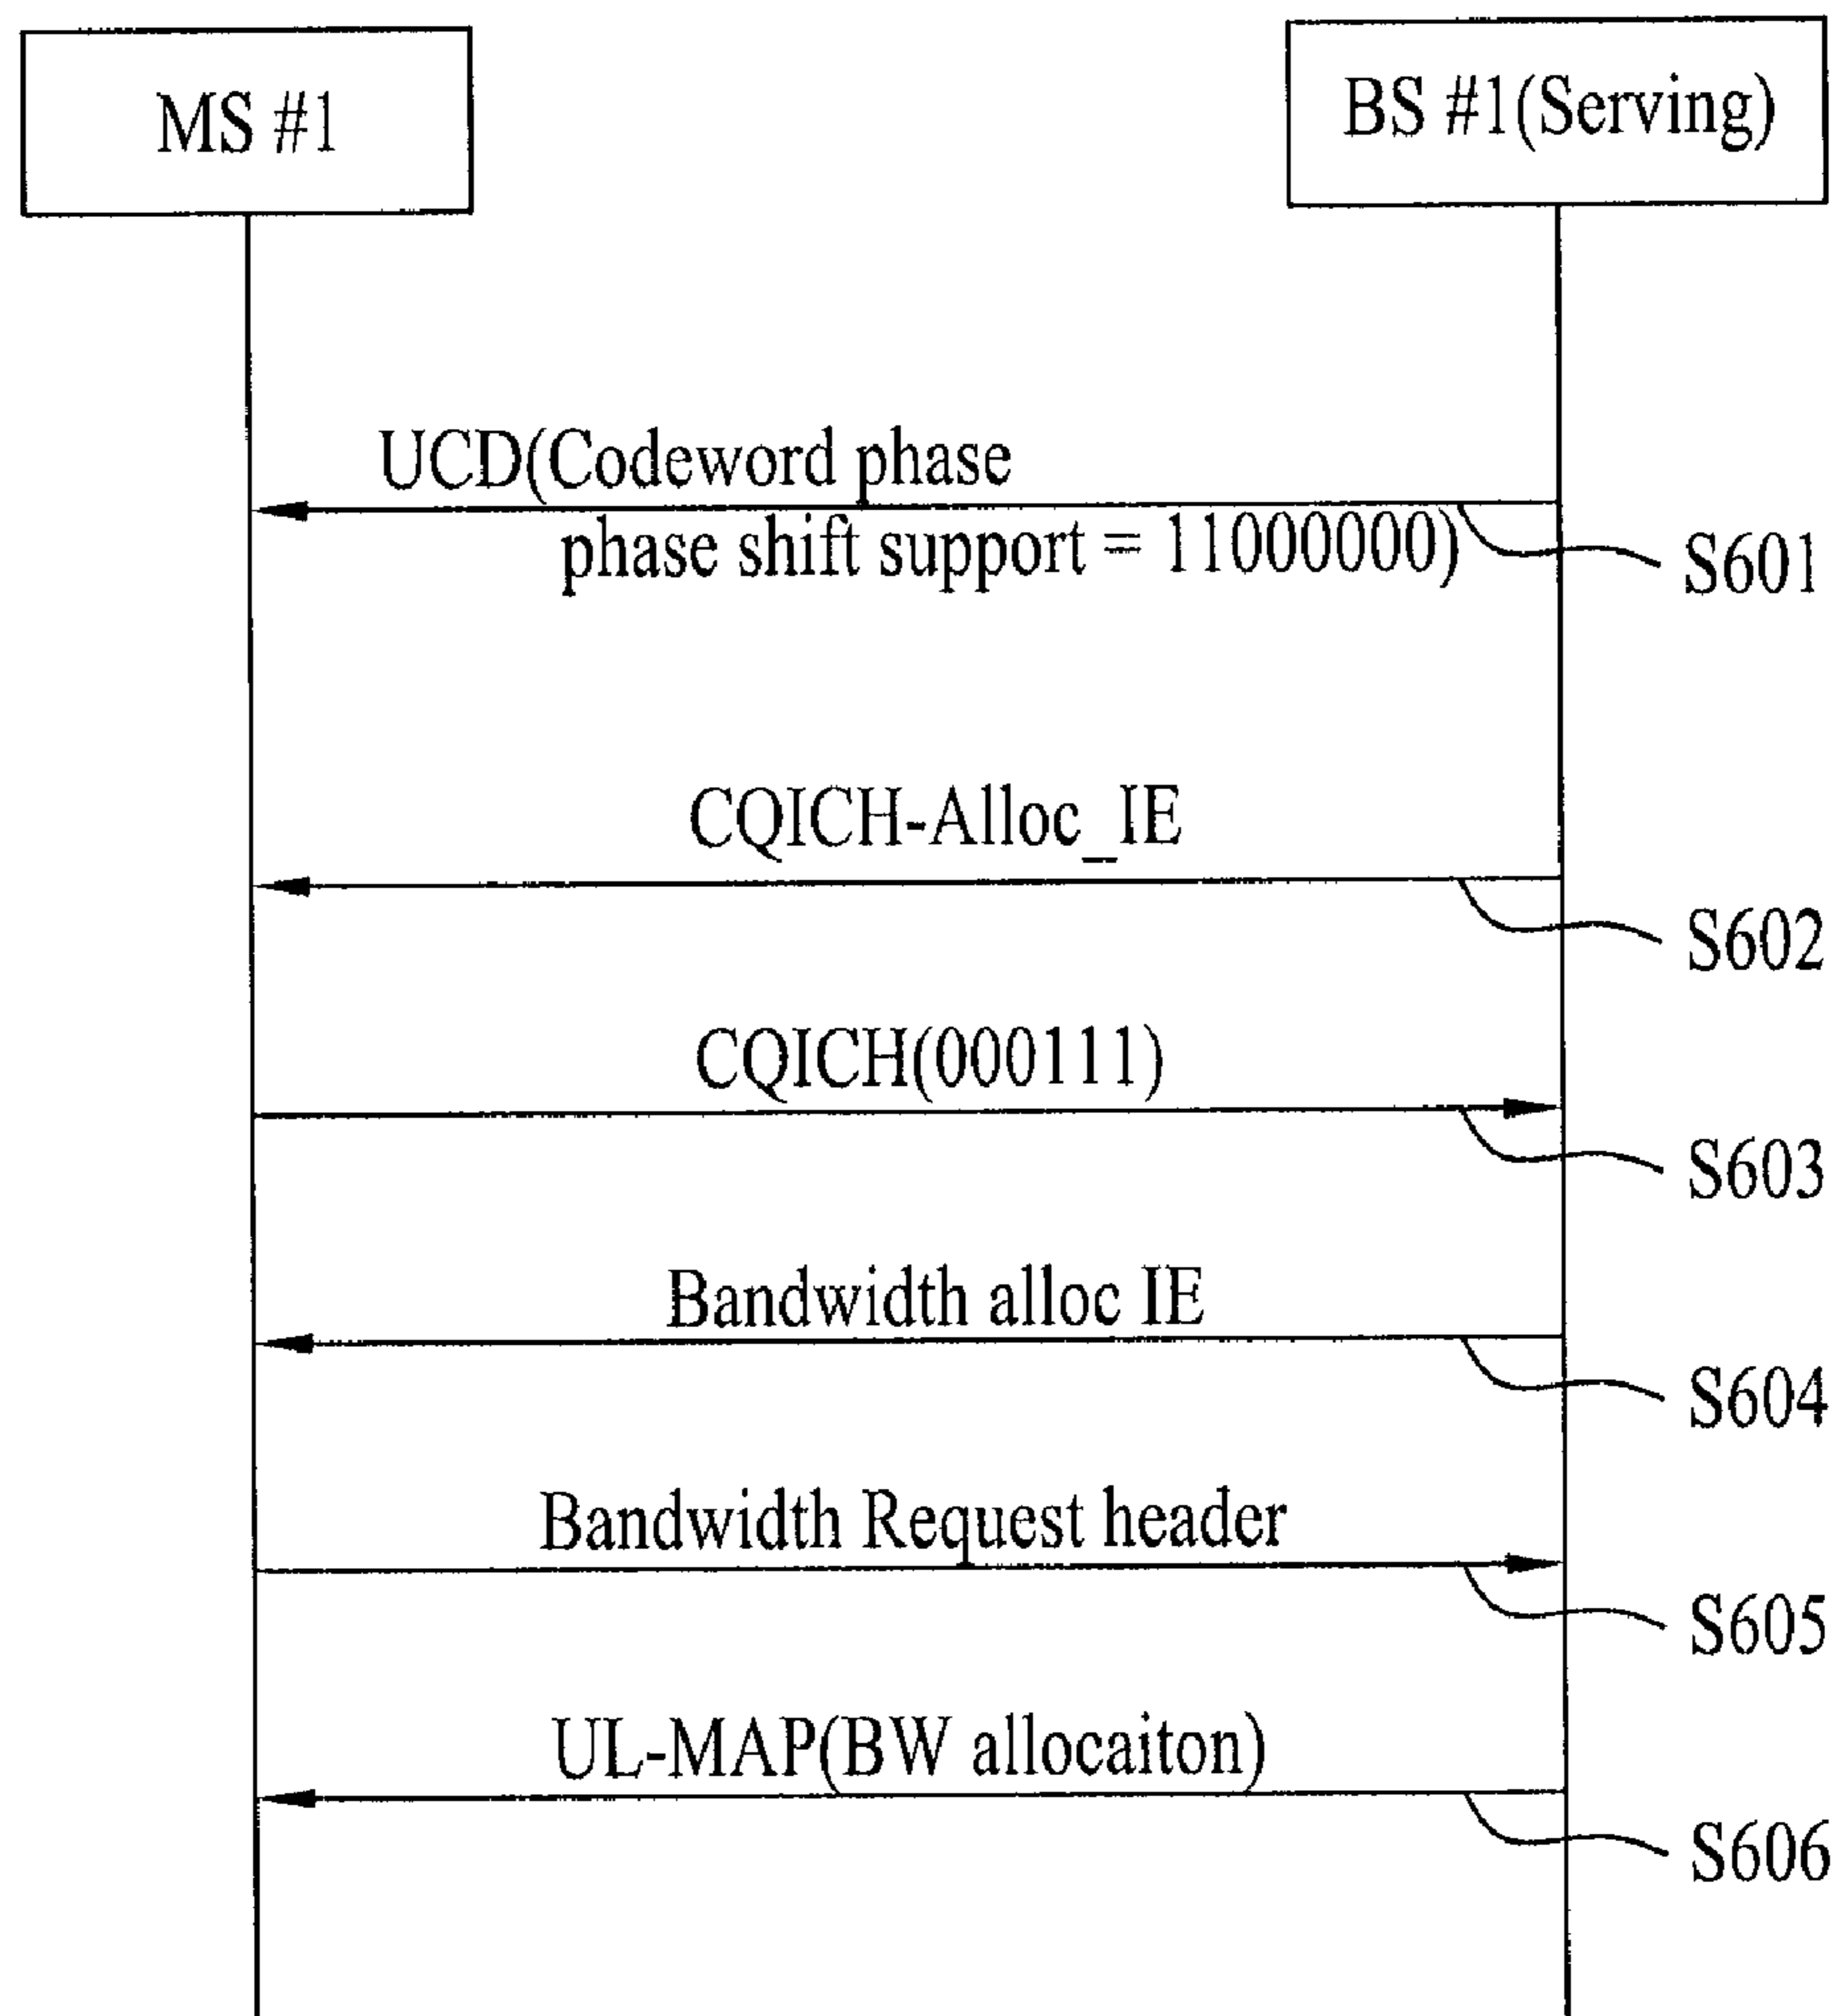 MS #1
BS #1(Serving)
UCD(Codeword phase
phase shift support = 11000000)
S601
CQICH-Alloc_IE
S602
CQICH(000111)
S603
Bandwidth alloc IE
S604
Bandwidth Request header
S605
UL-MAP(BW allocaiton)
S606